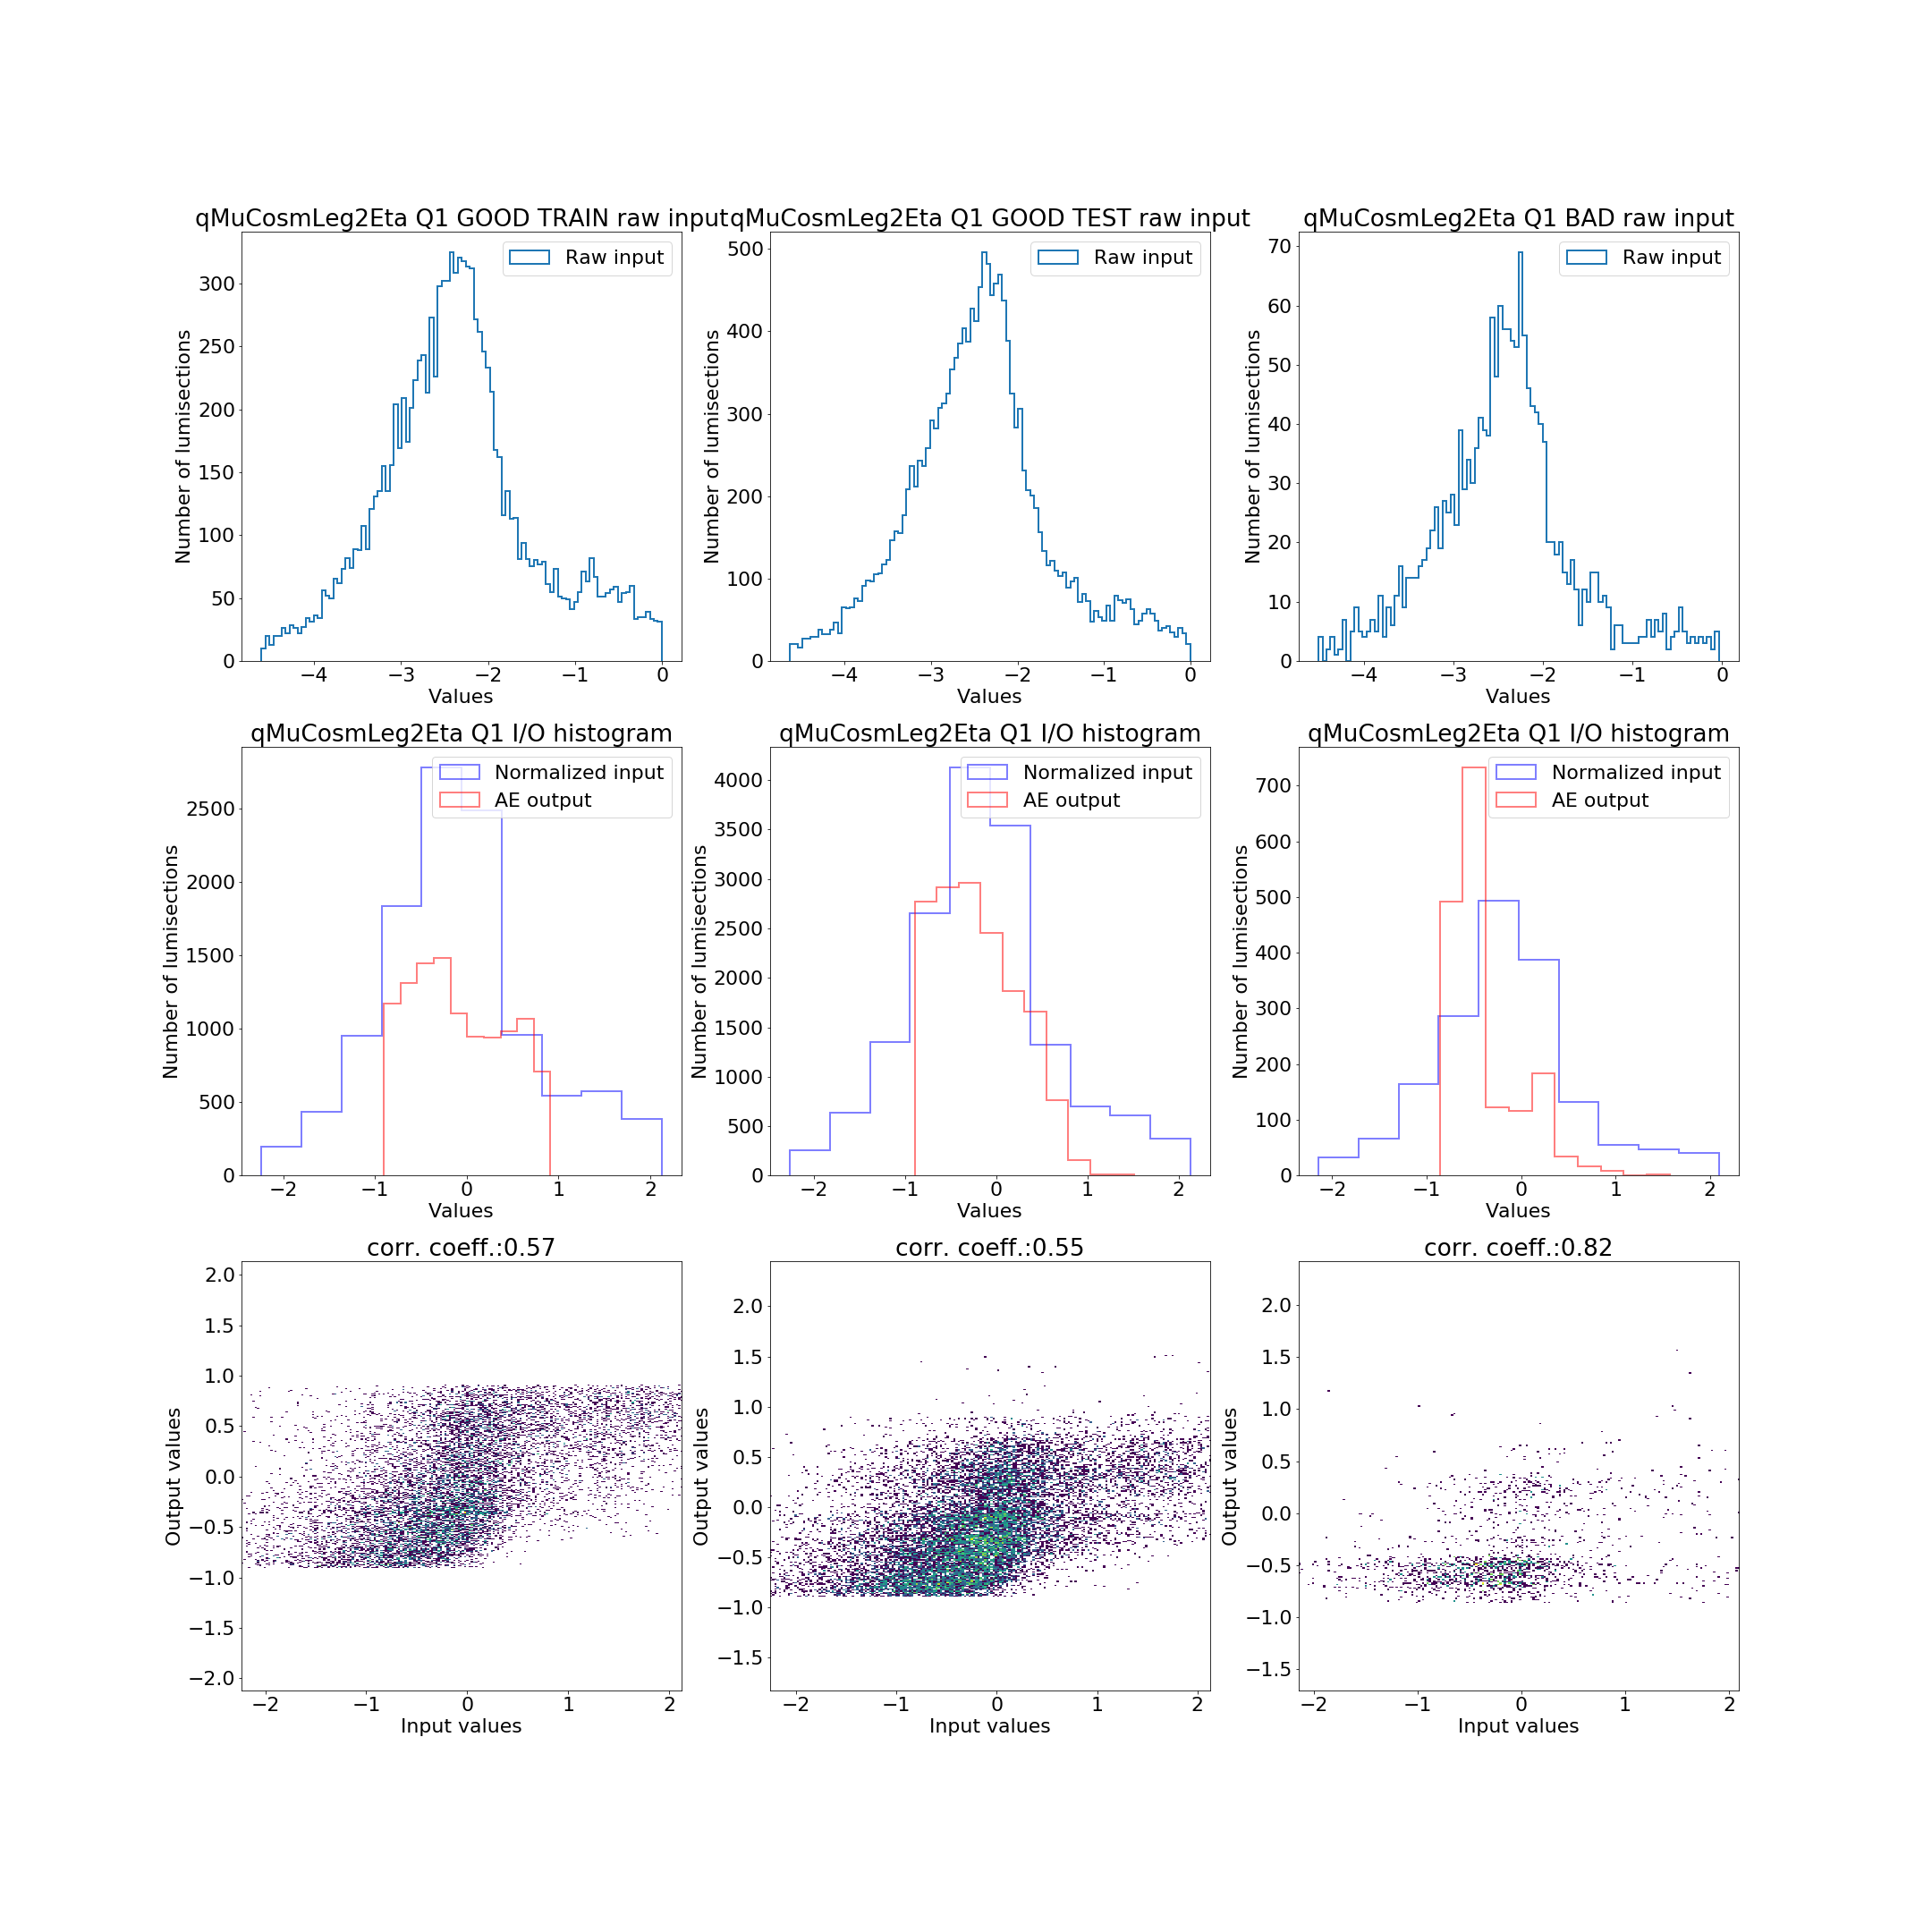 qMuCosmLeg2Eta Q1 GOOD TRAIN raw input
Raw input
Number of lumisections
300
250
200
150
100
50
0
−4 −3 −2 −1 0
Values
qMuCosmLeg2Eta Q1 GOOD TEST raw input
Raw input
Number of lumisections
500
400
300
200
100
0
−4 −3 −2 −1 0
Values
qMuCosmLeg2Eta Q1 BAD raw input
Raw input
Number of lumisections
70
60
50
40
30
20
10
0
−4 −3 −2 −1 0
Values
qMuCosmLeg2Eta Q1 I/O histogram
Normalized input
AE output
Number of lumisections
2500
2000
1500
1000
500
0
−2 −1 0 1 2
Values
qMuCosmLeg2Eta Q1 I/O histogram
Normalized input
AE output
Number of lumisections
4000
3500
3000
2500
2000
1500
1000
500
0
−2 −1 0 1 2
Values
qMuCosmLeg2Eta Q1 I/O histogram
Normalized input
AE output
Number of lumisections
700
600
500
400
300
200
100
0
−2 −1 0 1 2
Values
corr. coeff.:0.57
Output values
2.0
1.5
1.0
0.5
0.0
−0.5
−1.0
−1.5
−2.0
−2 −1 0 1 2
Input values
corr. coeff.:0.55
Output values
2.0
1.5
1.0
0.5
0.0
−0.5
−1.0
−1.5
−2 −1 0 1 2
Input values
corr. coeff.:0.82
Output values
2.0
1.5
1.0
0.5
0.0
−0.5
−1.0
−1.5
−2 −1 0 1 2
Input values